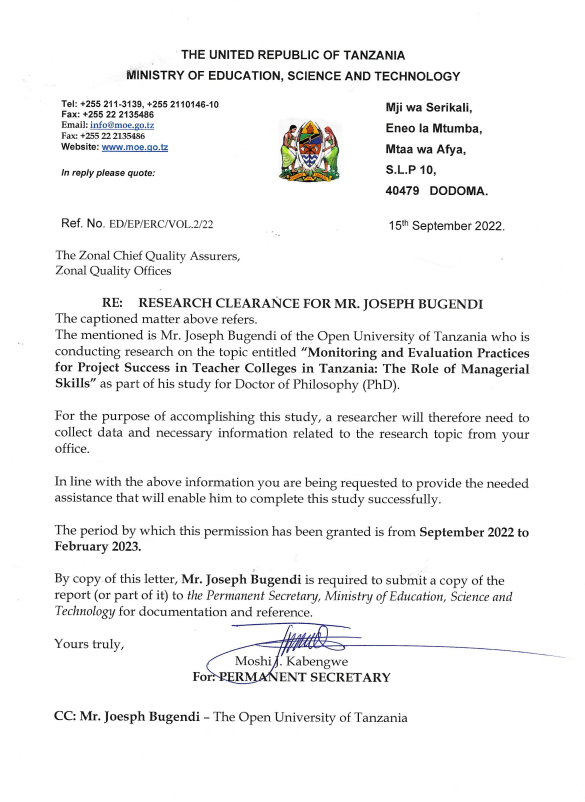 THE UNITED REPUBLIC OF TANZANIA
MINISTRY OF EDUCATION, SCIENCE AND TECHNOLOGY
Tel: +255 211-3139, +255 2110146-10
Fax: +255 22 2135486
Email: info@moe.go.tz
Fax: +255 22 2135486
Website: www.moe.go.tz
In reply please quote:
Mji wa Serikali,
Eneo la Mtumba,
Mtaa wa Afya,
S.L.P 10,
40479 DODOMA.
Ref. No. ED/EP/ERC/VOL.2/22
15th September 2022.
The Zonal Chief Quality Assurers,
Zonal Quality Offices
RE: RESEARCH CLEARANCE FOR MR. JOSEPH BUGENDI
The captioned matter above refers.
The mentioned is Mr. Joseph Bugendi of the Open University of Tanzania who is
conducting research on the topic entitled “Monitoring and Evaluation Practices
for Project Success in Teacher Colleges in Tanzania: The Role of Managerial
Skills” as part of his study for Doctor of Philosophy (PhD).
For the purpose of accomplishing this study, a researcher will therefore need to
collect data and necessary information related to the research topic from your
office.
In line with the above information you are being requested to provide the needed
assistance that will enable him to complete this study successfully.
The period by which this permission has been granted is from September 2022 to
February 2023.
By copy of this letter, Mr. Joseph Bugendi is required to submit a copy of the
report (or part of it) to the Permanent Secretary, Ministry of Education, Science and
Technology for documentation and reference.
Yours truly,
Moshi J. Kabengwe
For: PERMANENT SECRETARY
CC: Mr. Joesph Bugendi – The Open University of Tanzania